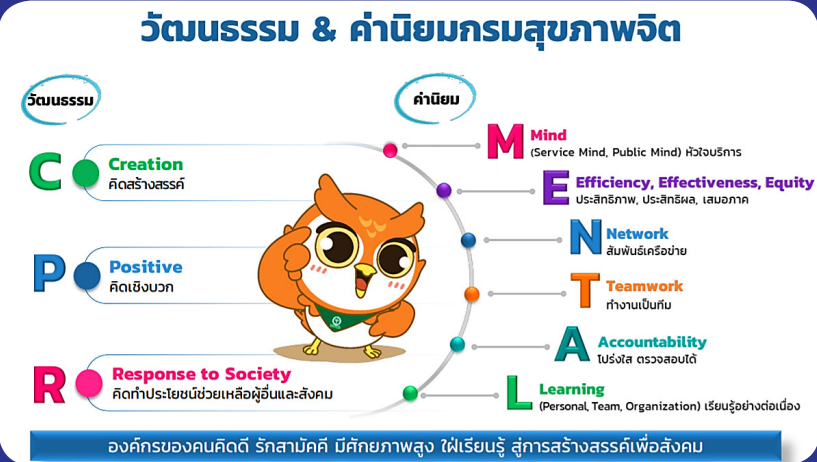 วัฒนธรรม & ค่านิยมกรมสุขภาพจิต
วัฒนธรรม
C
Creation
คิดสร้างสรรค์
P
Positive
คิดเชิงบวก
R
Response to Society
คิดทำประโยชน์ช่วยเหลือผู้อื่นและสังคม
ค่านิยม
M
Mind
(Service Mind, Public Mind) หัวใจบริการ
E
Efficiency, Effectiveness, Equity
ประสิทธิภาพ, ประสิทธิผล, เสมอภาค
N
Network
สัมพันธ์เครือข่าย
T
Teamwork
ทำงานเป็นทีม
A
Accountability
โปร่งใส ตรวจสอบได้
L
Learning
(Personal, Team, Organization) เรียนรู้อย่างต่อเนื่อง
องค์กรของคนคิดดี รักสามัคคี มีศักยภาพสูง ใฝ่เรียนรู้ สู่การสร้างสรรค์เพื่อสังคม